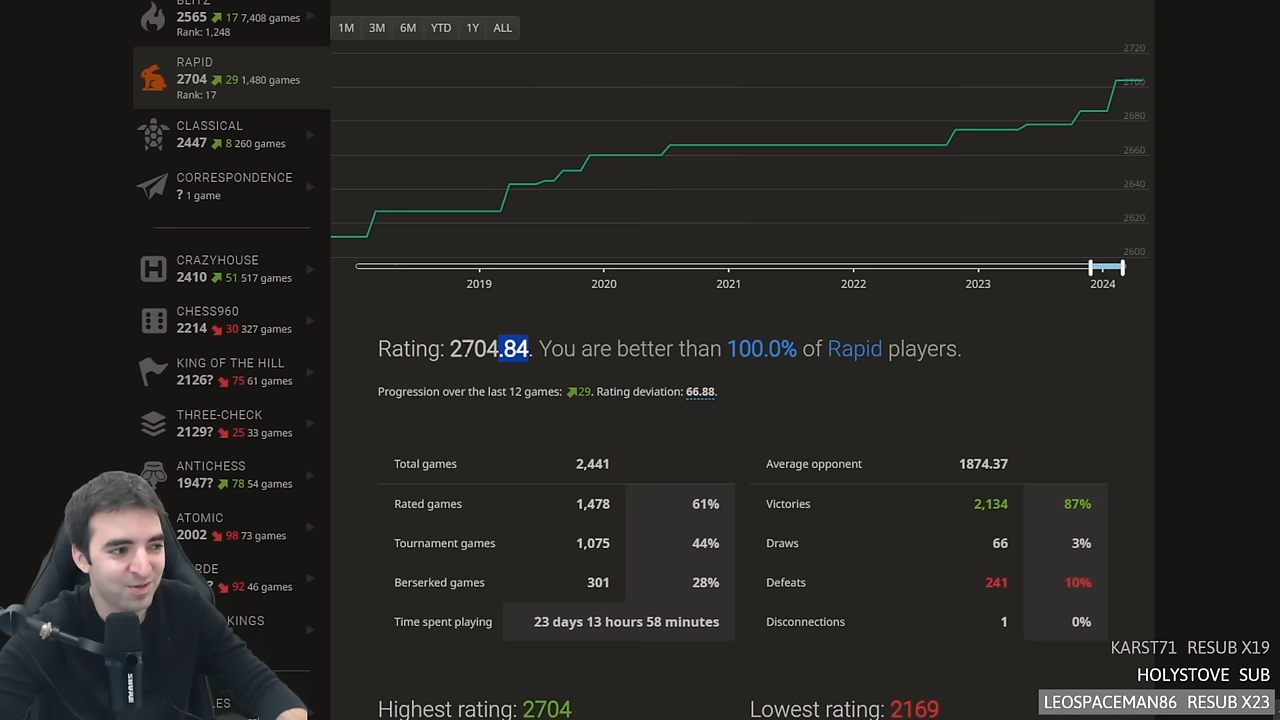 BLITZ
2565 17 7,408 games
Rank: 1,248
RAPID
2704 29 1,480 games
Rank: 17
CLASSICAL
2447 8 260 games
CORRESPONDENCE
? 1 game
CRAZYHOUSE
2410 51 517 games
CHESS960
2214 30 327 games
KING OF THE HILL
2126? 75 61 games
THREE-CHECK
2129? 25 33 games
ANTICHESS
1947? 78 54 games
ATOMIC
2002 98 73 games
RDE
? 92 46 games
KINGS
LES
1M 3M 6M YTD 1Y ALL
2720
2700
2680
2660
2640
2620
2600
2019 2020 2021 2022 2023 2024
Rating: 2704.84. You are better than 100.0% of Rapid players.
Progression over the last 12 games: 29. Rating deviation: 66.88.
Total games 2,441
Rated games 1,478 61%
Tournament games 1,075 44%
Berserked games 301 28%
Time spent playing 23 days 13 hours 58 minutes
Average opponent 1874.37
Victories 2,134 87%
Draws 66 3%
Defeats 241 10%
Disconnections 1 0%
Highest rating: 2704
Lowest rating: 2169
KARST71 RESUB X19
HOLYSTOVE SUB
LEOSPACEMAN86 RESUB X23
SHURE